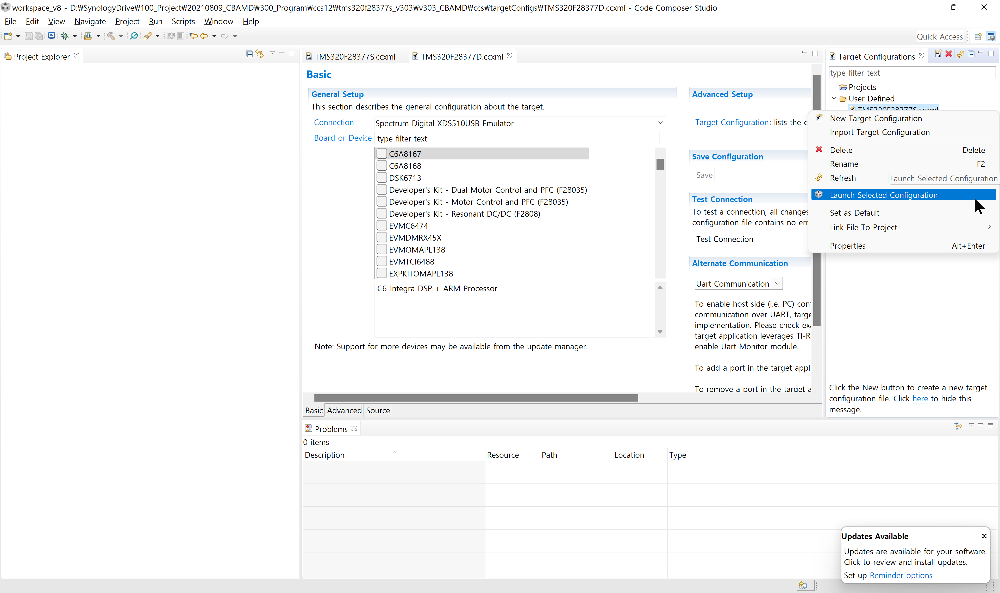 workspace_v8 - D:₩SynologyDrive₩100_Project₩20210809_CBAMD₩300_Program₩ccs12₩tms320f28377s_v303₩v303_CBAMD₩ccs₩targetConfigs₩TMS320F28377D.ccxml - Code Composer Studio
File Edit View Navigate Project Run Scripts Window Help
Quick Access
Project Explorer
TMS320F28377S.ccxml
TMS320F28377D.ccxml
Basic
General Setup
This section describes the general configuration about the target.
Connection
Spectrum Digital XDS510USB Emulator
Board or Device
type filter text
C6A8167
C6A8168
DSK6713
Developer's Kit - Dual Motor Control and PFC (F28035)
Developer's Kit - Motor Control and PFC (F28035)
Developer's Kit - Resonant DC/DC (F2808)
EVMC6474
EVMDMRX45X
EVMOMAPL138
EVMTCI6488
EXPKITOMAPL138
C6-Integra DSP + ARM Processor
Note: Support for more devices may be available from the update manager.
Advanced Setup
Target Configuration: lists the c
Save Configuration
Save
Test Connection
To test a connection, all changes
configuration file contains no err
Test Connection
Alternate Communication
Uart Communication
To enable host side (i.e. PC) conf
communication over UART, targe
implementation. Please check exa
target application leverages TI-R
enable Uart Monitor module.
To add a port in the target appli
To remove a port in the target a
Basic Advanced Source
Target Configurations
type filter text
Projects
User Defined
TMS320F28377S.ccxml
New Target Configuration
Import Target Configuration
Delete Delete
Rename F2
Refresh
Launch Selected Configuration
Launch Selected Configuration
Set as Default
Link File To Project
Properties Alt+Enter
Click the New button to create a new target
configuration file. Click here to hide this
message.
Problems
0 items
Description Resource Path Location Type
Updates Available
Updates are available for your software.
Click to review and install updates.
Set up Reminder options